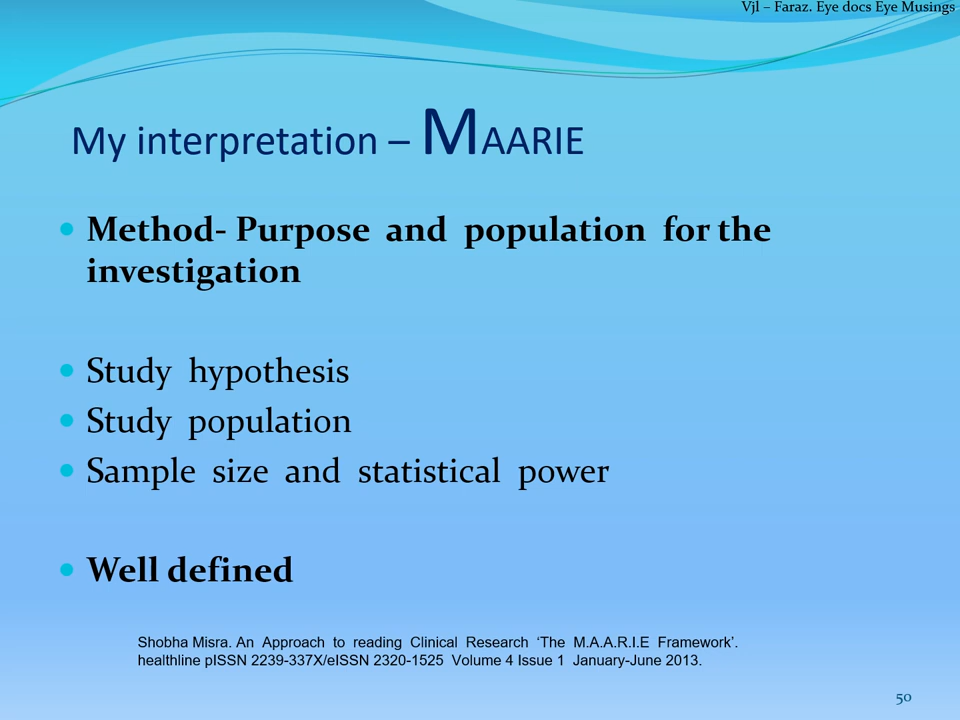 Vjl – Faraz. Eye docs Eye Musings
My interpretation – MAARIE
Method- Purpose and population for the
investigation
Study hypothesis
Study population
Sample size and statistical power
Well defined
Shobha Misra. An Approach to reading Clinical Research ‘The M.A.A.R.I.E Framework’.
healthline pISSN 2239-337X/eISSN 2320-1525 Volume 4 Issue 1 January-June 2013.
50